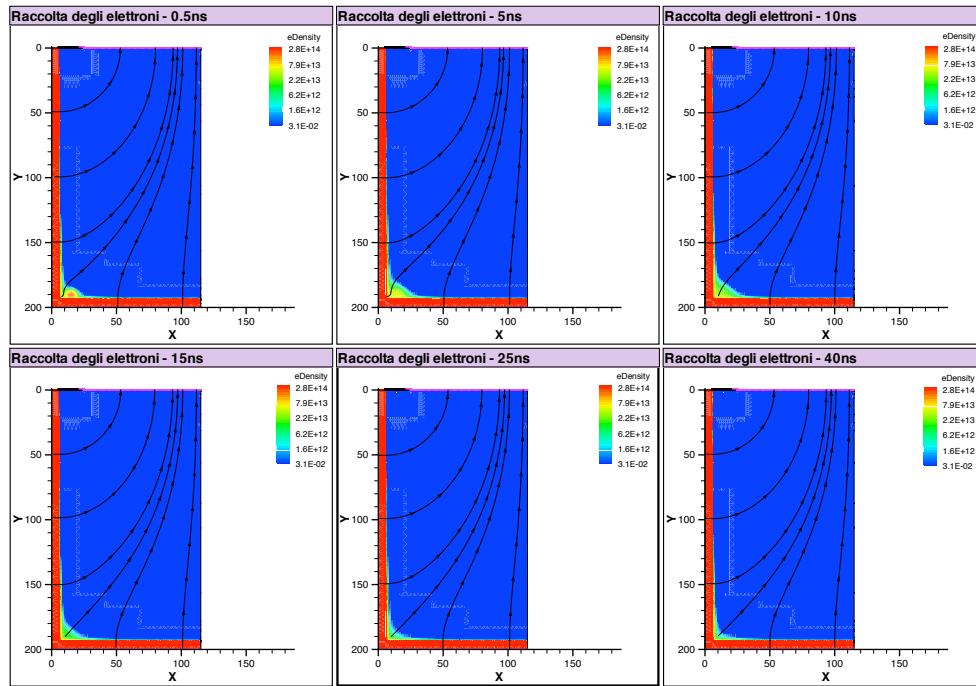 Raccolta degli elettroni - 0.5ns
eDensity
2.8E+14
7.9E+13
2.2E+13
6.2E+12
1.6E+12
3.1E-02
0
50
100
150
200
Y
0
50
100
150
X
Raccolta degli elettroni - 5ns
eDensity
2.8E+14
7.9E+13
2.2E+13
6.2E+12
1.6E+12
3.1E-02
0
50
100
150
200
Y
0
50
100
150
X
Raccolta degli elettroni - 10ns
eDensity
2.8E+14
7.9E+13
2.2E+13
6.2E+12
1.6E+12
3.1E-02
0
50
100
150
200
Y
0
50
100
150
X
Raccolta degli elettroni - 15ns
eDensity
2.8E+14
7.9E+13
2.2E+13
6.2E+12
1.6E+12
3.1E-02
0
50
100
150
200
Y
0
50
100
150
X
Raccolta degli elettroni - 25ns
eDensity
2.8E+14
7.9E+13
2.2E+13
6.2E+12
1.6E+12
3.1E-02
0
50
100
150
200
Y
0
50
100
150
X
Raccolta degli elettroni - 40ns
eDensity
2.8E+14
7.9E+13
2.2E+13
6.2E+12
1.6E+12
3.1E-02
0
50
100
150
200
Y
0
50
100
150
X